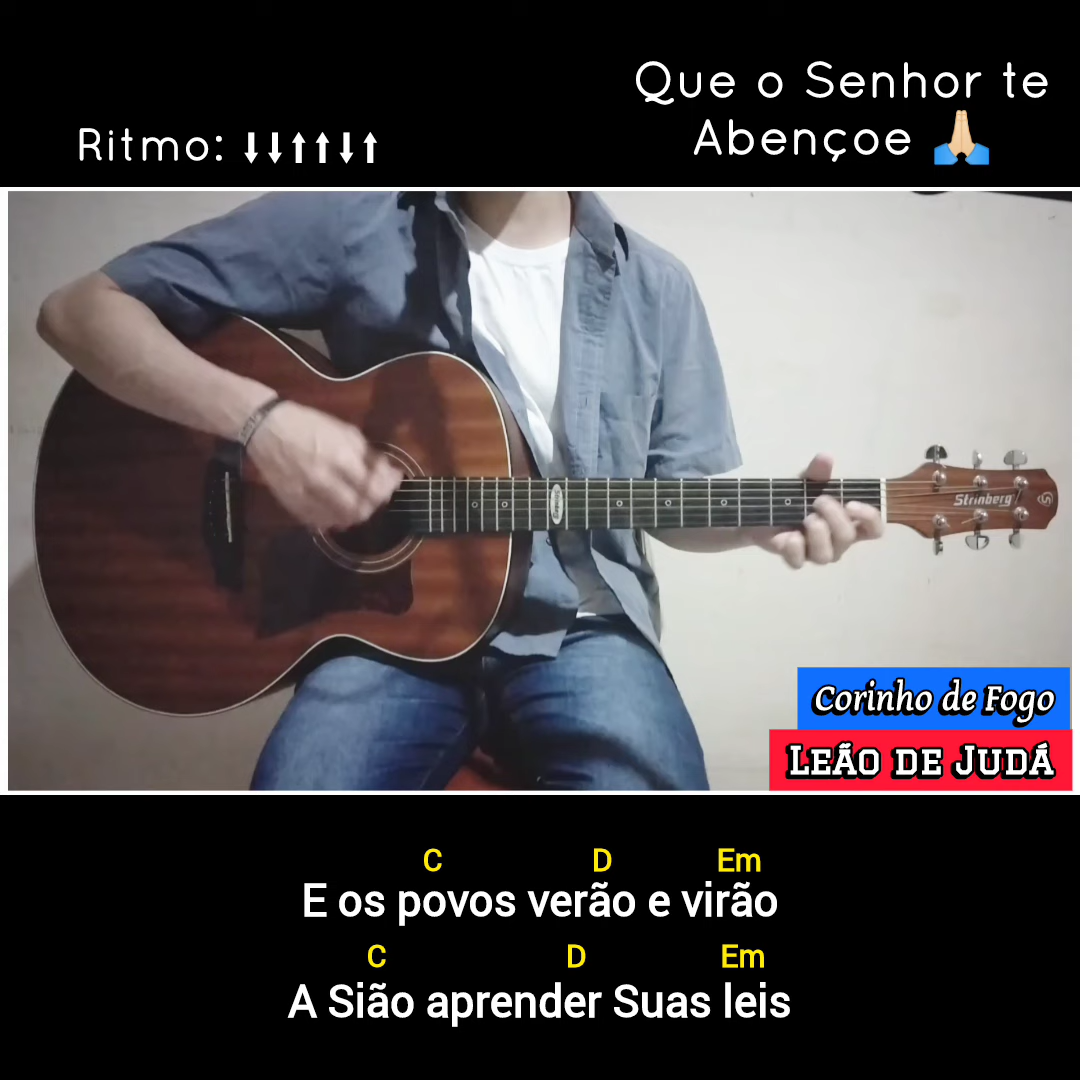 Que o Senhor te
Abençoe 🙏🏻
Ritmo: ⬇⬇⬆⬆⬇⬆
Strinberg
Corinho de Fogo
Leão de Judá
C D Em
E os povos verão e virão
C D Em
A Sião aprender Suas leis